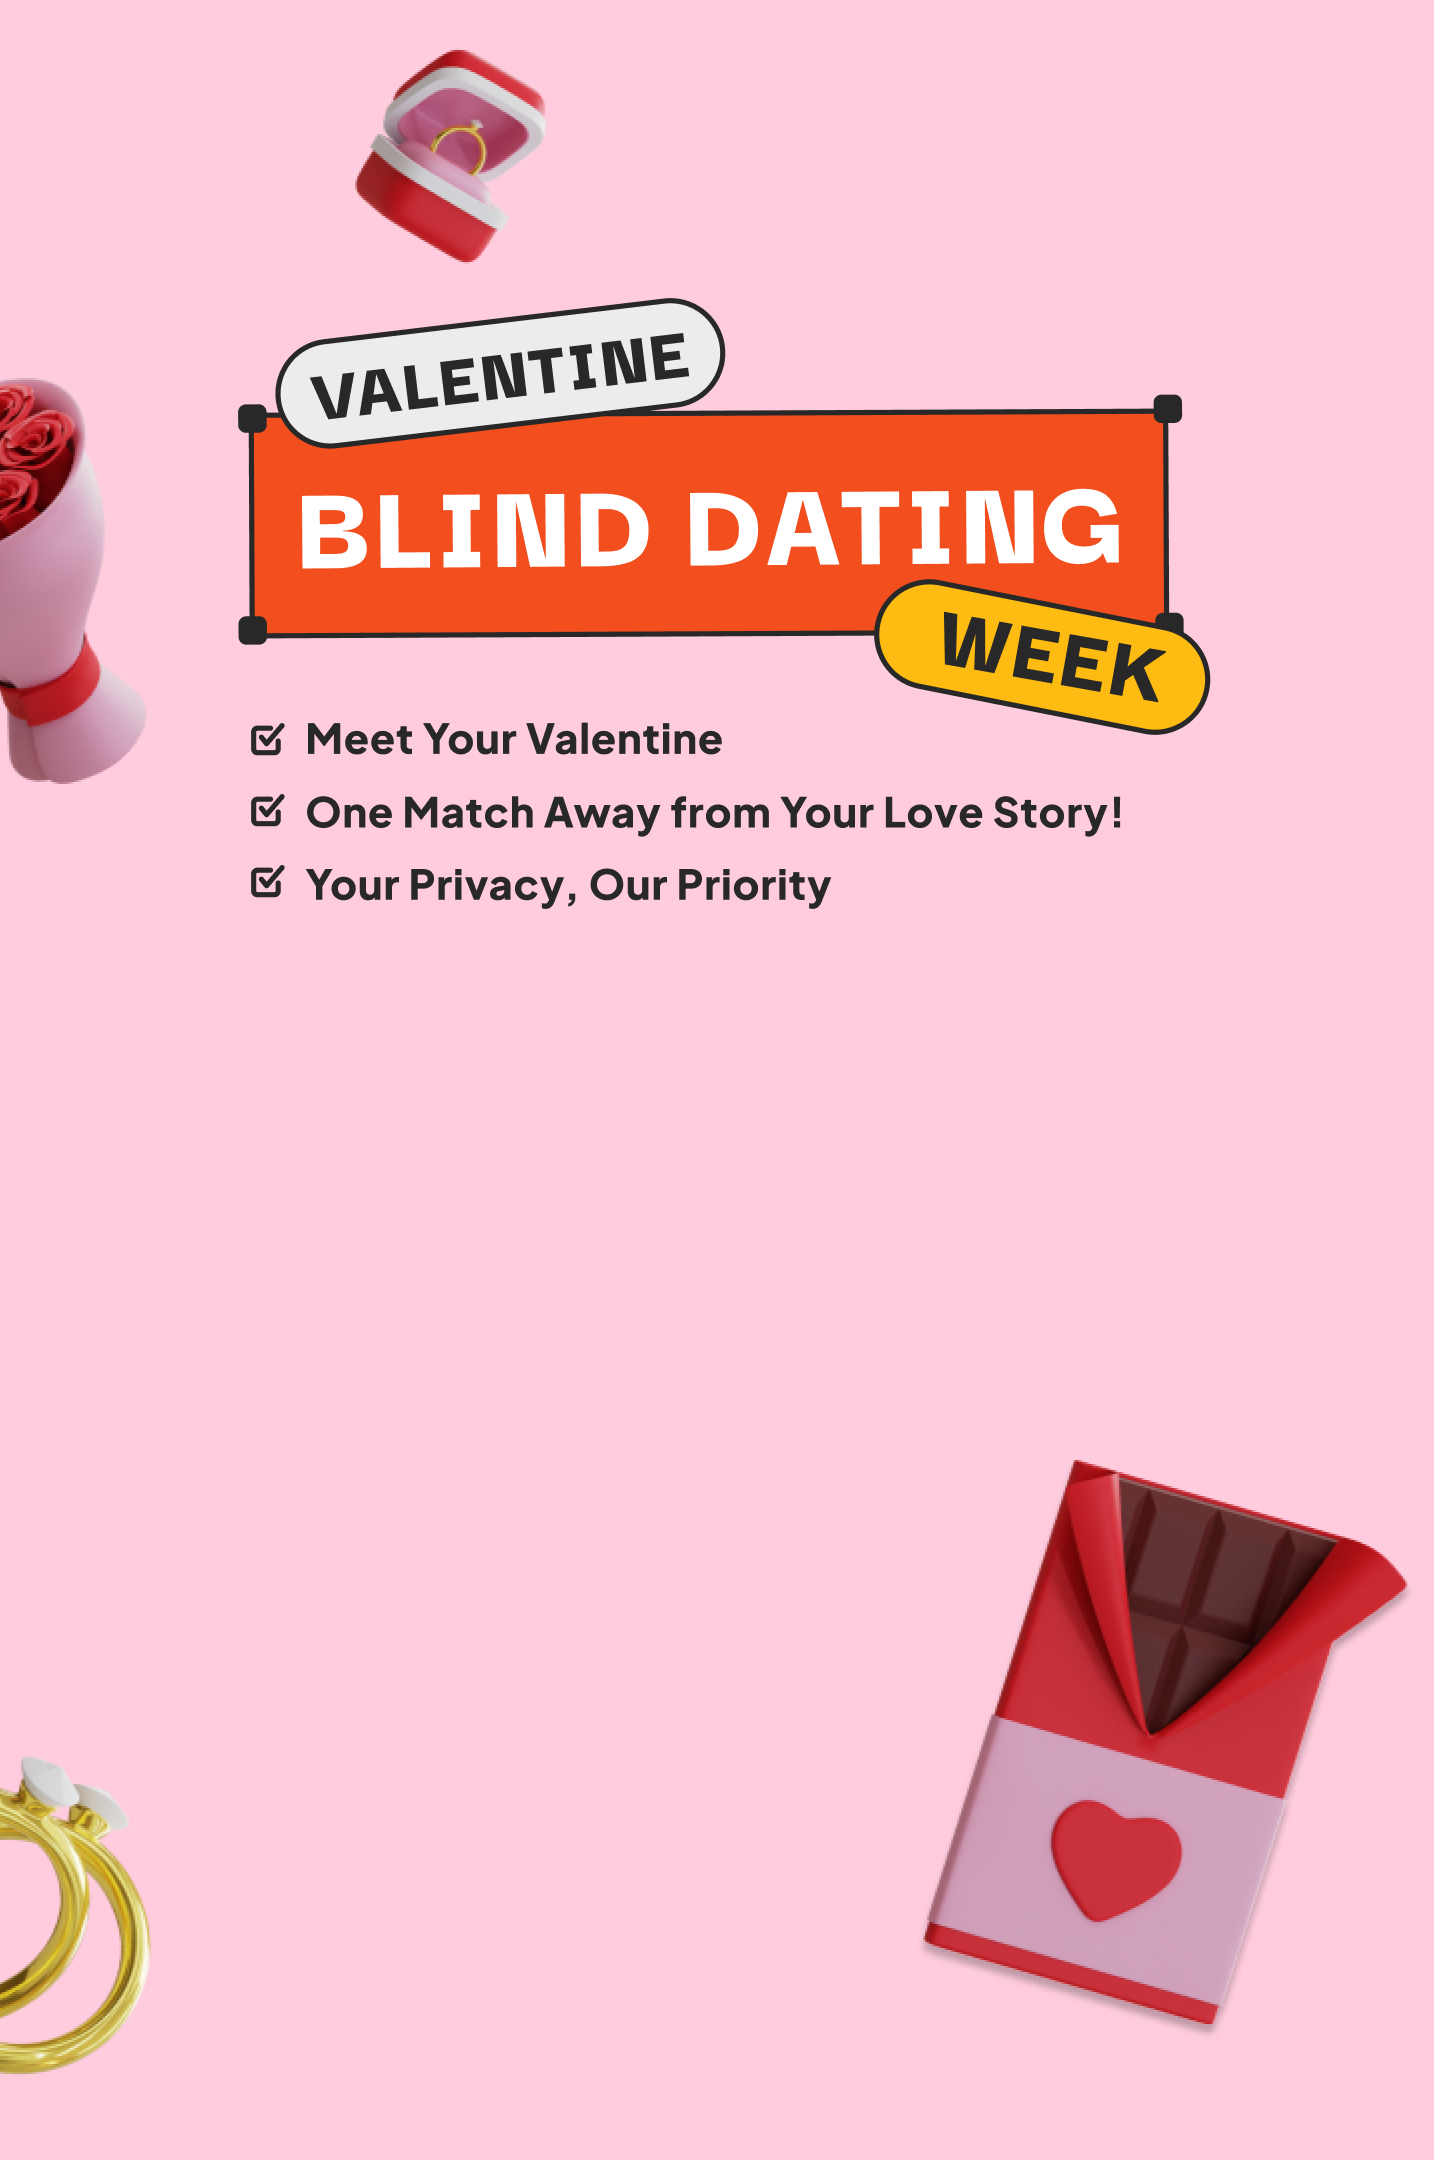 VALENTINE
BLIND DATING
WEEK
Meet Your Valentine
One Match Away from Your Love Story!
Your Privacy, Our Priority